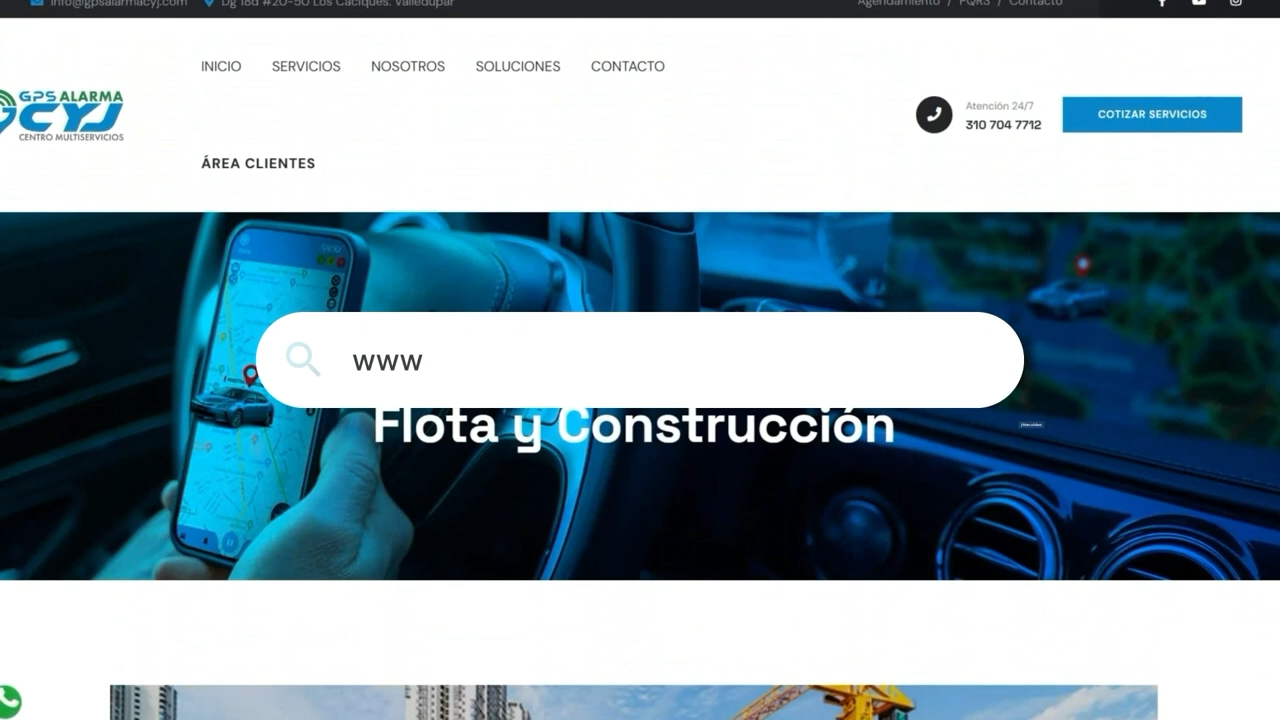 info@gpsalarmacyj.com
Dg 18d #20-50 Los Caciques. Valledupar
Agendamiento / PQRS / Contacto
INICIO
SERVICIOS
NOSOTROS
SOLUCIONES
CONTACTO
GPS ALARMA
CYJ
CENTRO MULTISERVICIOS
Atención 24/7
310 704 7712
COTIZAR SERVICIOS
ÁREA CLIENTES
www
Flota y Construcción